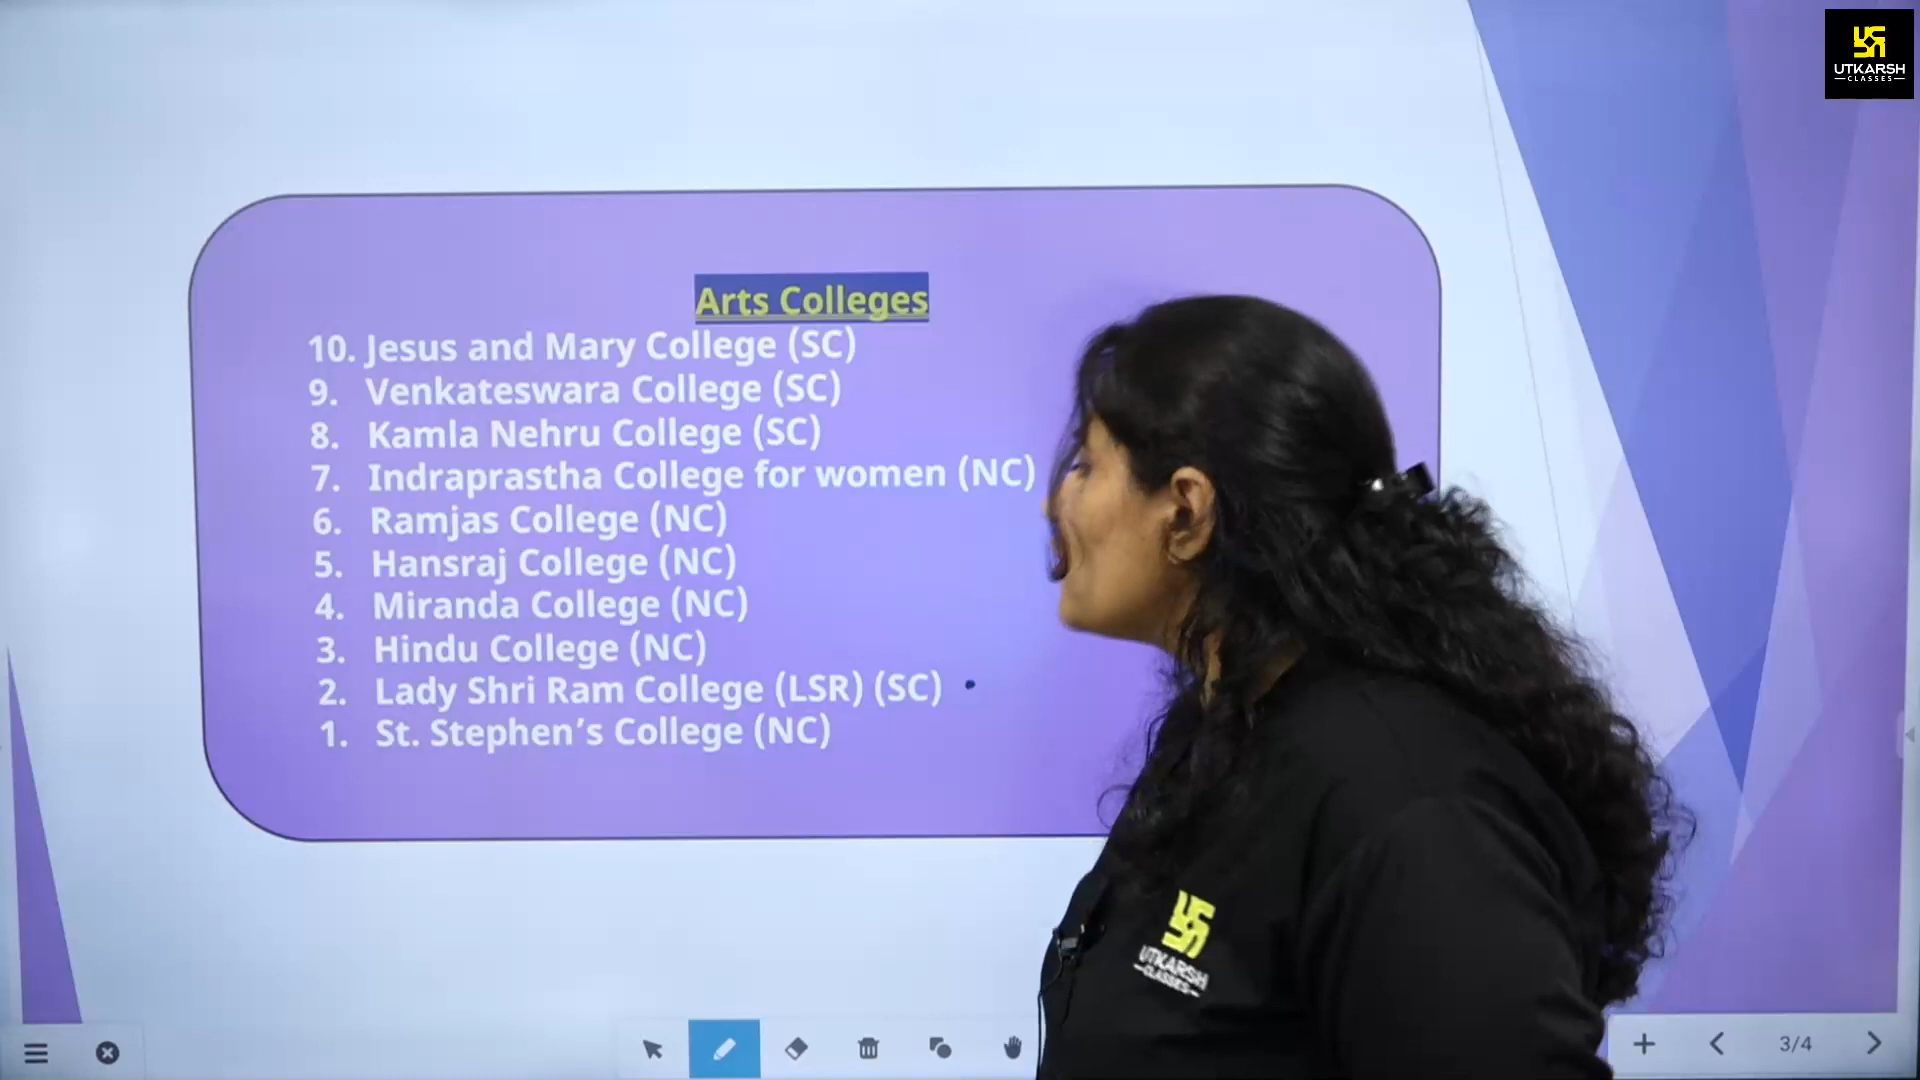 UTKARSH
CLASSES
Arts Colleges
10. Jesus and Mary College (SC)
9. Venkateswara College (SC)
8. Kamla Nehru College (SC)
7. Indraprastha College for women (NC)
6. Ramjas College (NC)
5. Hansraj College (NC)
4. Miranda College (NC)
3. Hindu College (NC)
2. Lady Shri Ram College (LSR) (SC)
1. St. Stephen's College (NC)
UTKARSH
CLASSES
3/4